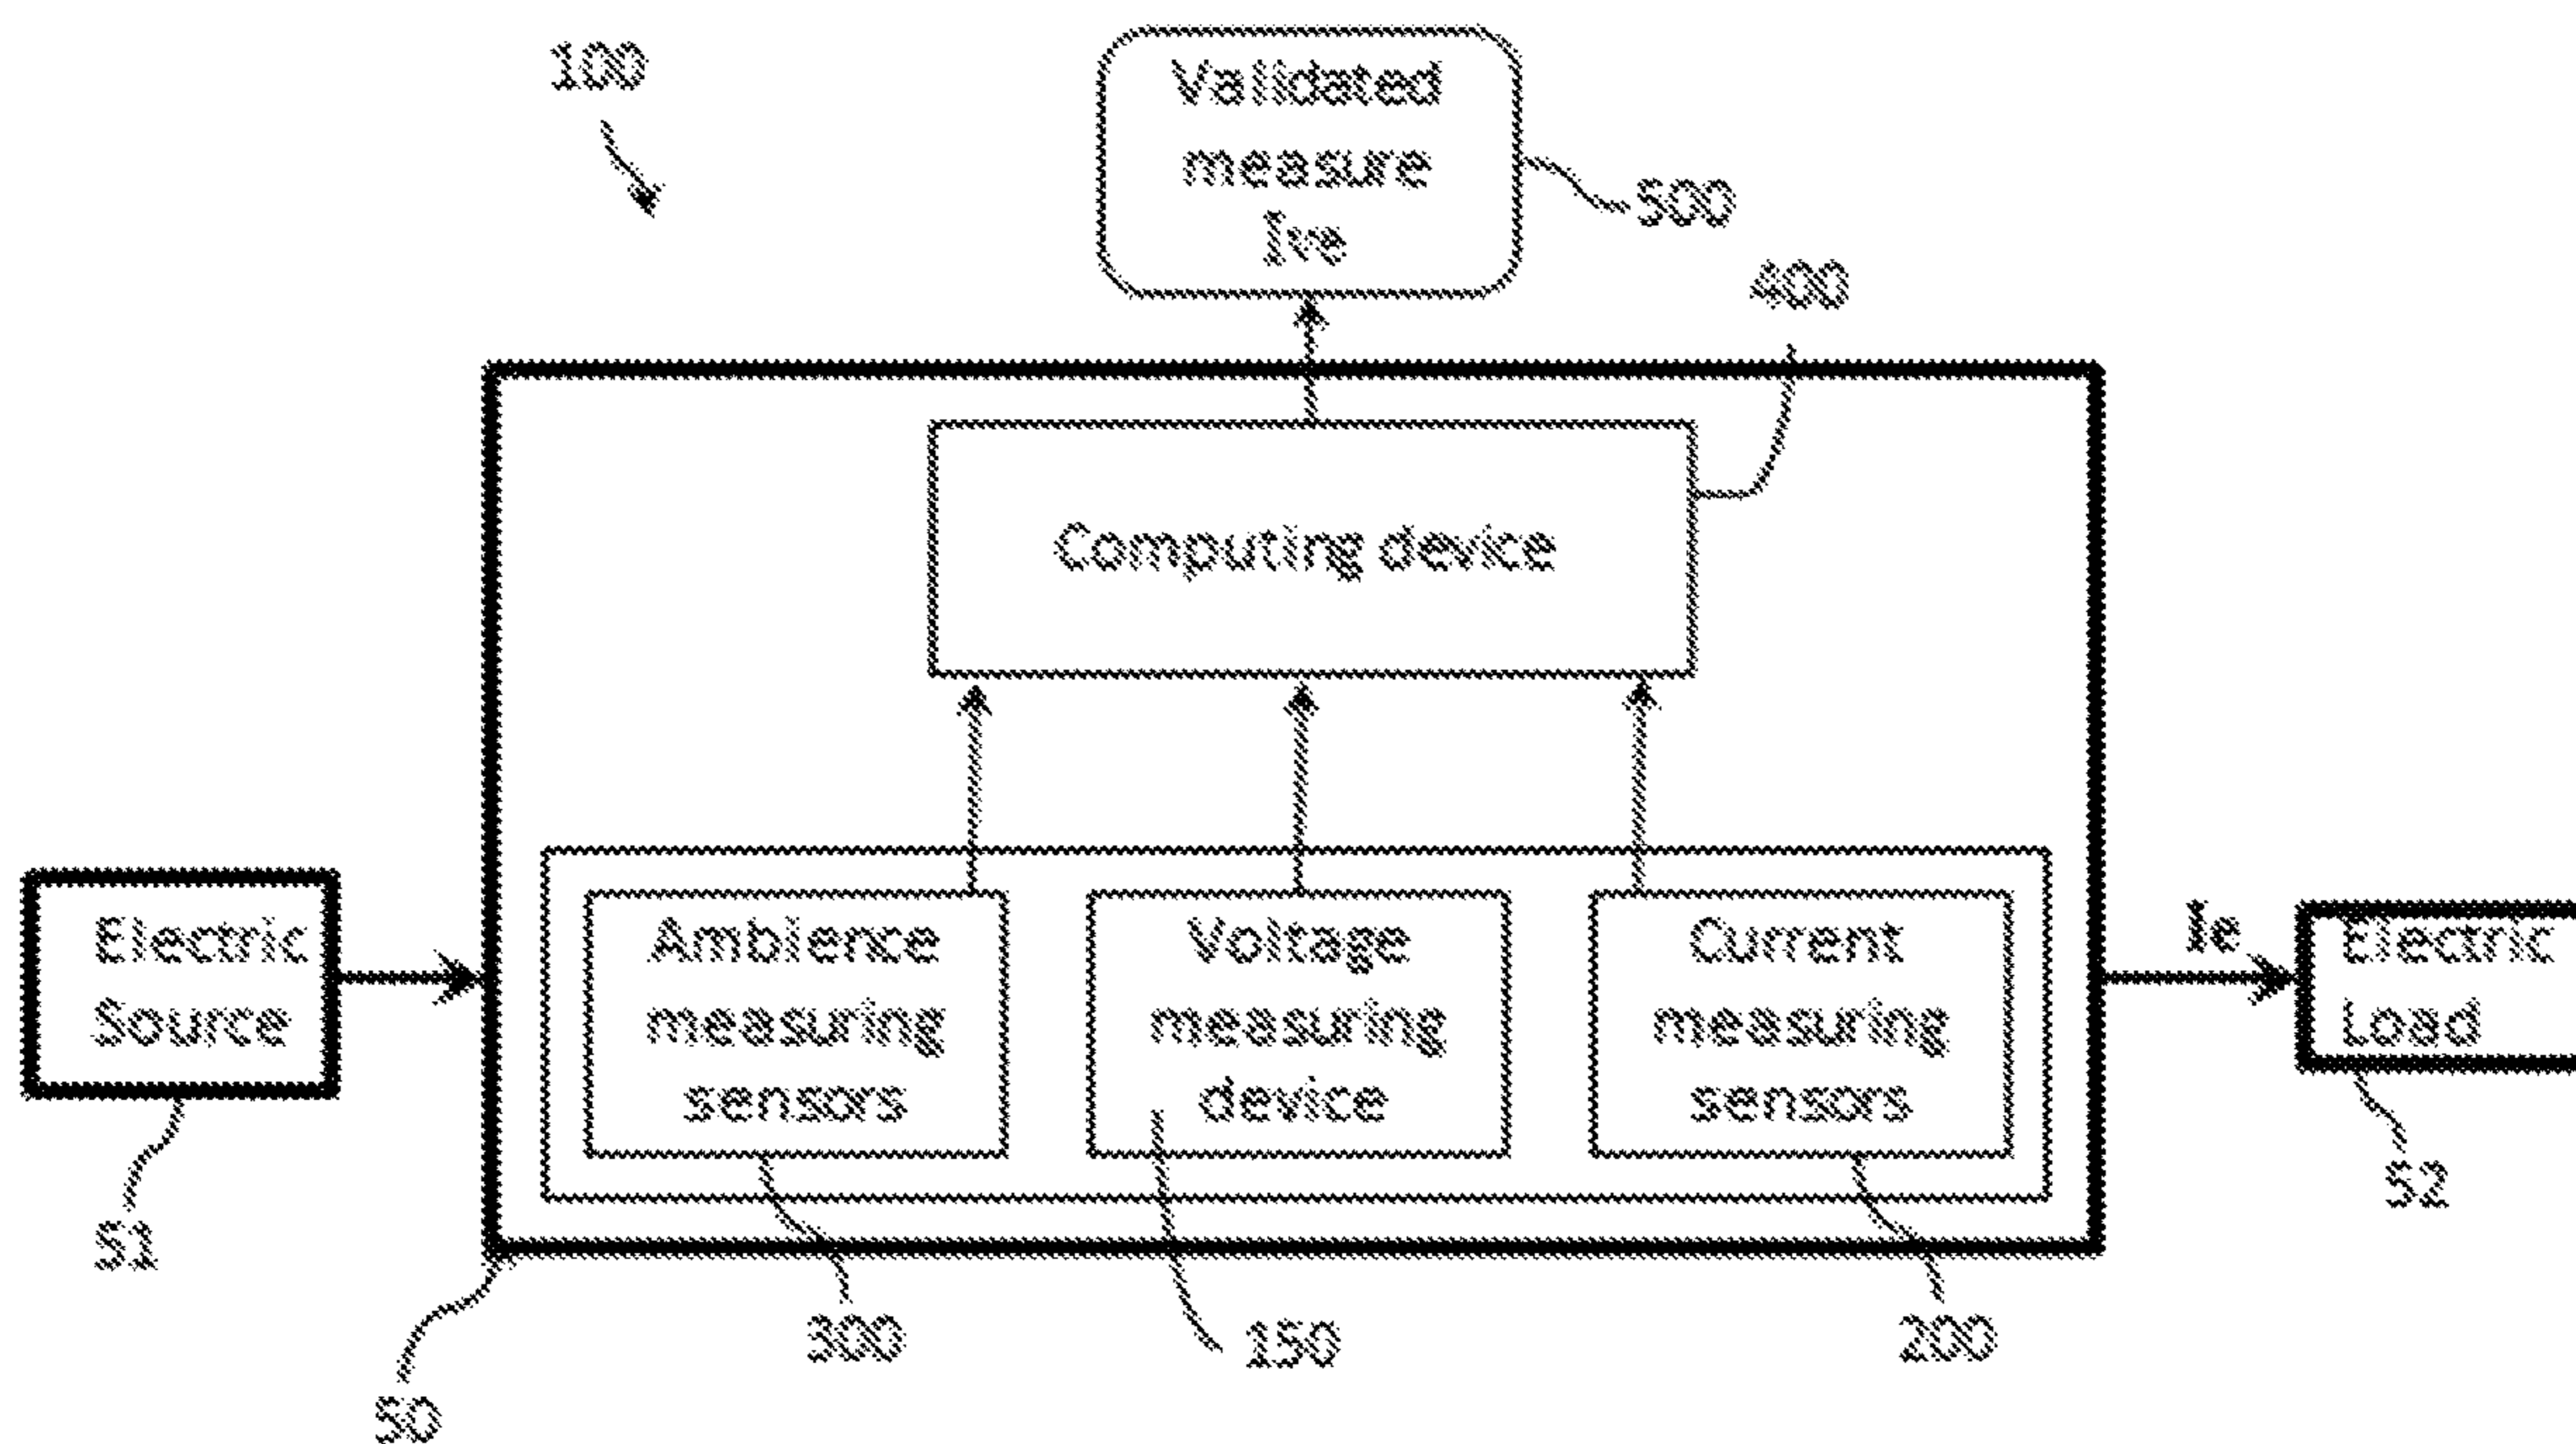 100
Validated
measure
Ive
500
400
Computing device
Electric
Source
Ambience
measuring
sensors
Voltage
measuring
device
Current
measuring
sensors
Ie
Electric
Load
51
52
300
150
200
50